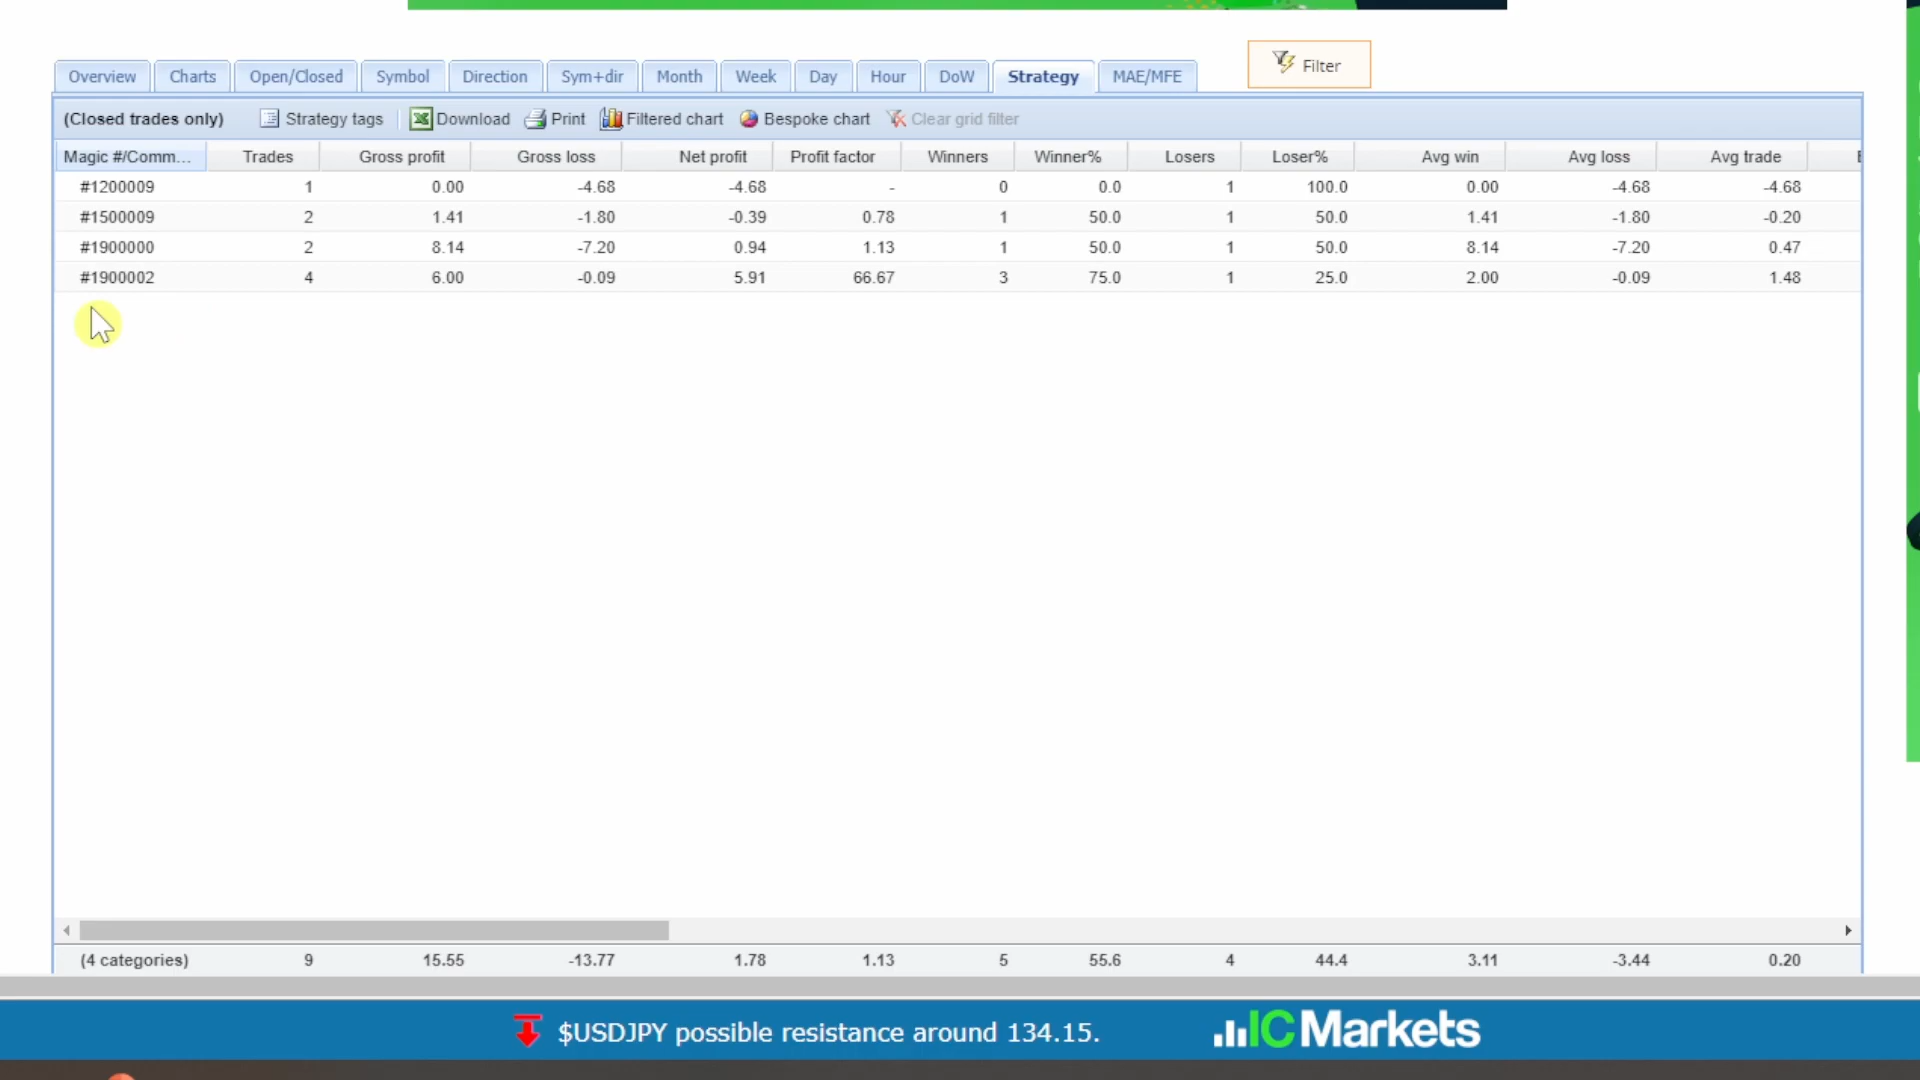 Overview Charts Open/Closed Symbol Direction Sym+dir Month Week Day Hour DoW Strategy MAE/MFE Filter
(Closed trades only) Strategy tags Download Print Filtered chart Bespoke chart Clear grid filter
Magic #/Comm... Trades Gross profit Gross loss Net profit Profit factor Winners Winner% Losers Loser% Avg win Avg loss Avg trade
#1200009 1 0.00 -4.68 -4.68 - 0 0.0 1 100.0 0.00 -4.68 -4.68
#1500009 2 1.41 -1.80 -0.39 0.78 1 50.0 1 50.0 1.41 -1.80 -0.20
#1900000 2 8.14 -7.20 0.94 1.13 1 50.0 1 50.0 8.14 -7.20 0.47
#1900002 4 6.00 -0.09 5.91 66.67 3 75.0 1 25.0 2.00 -0.09 1.48
(4 categories) 9 15.55 -13.77 1.78 1.13 5 55.6 4 44.4 3.11 -3.44 0.20
$USDJPY possible resistance around 134.15. IC Markets